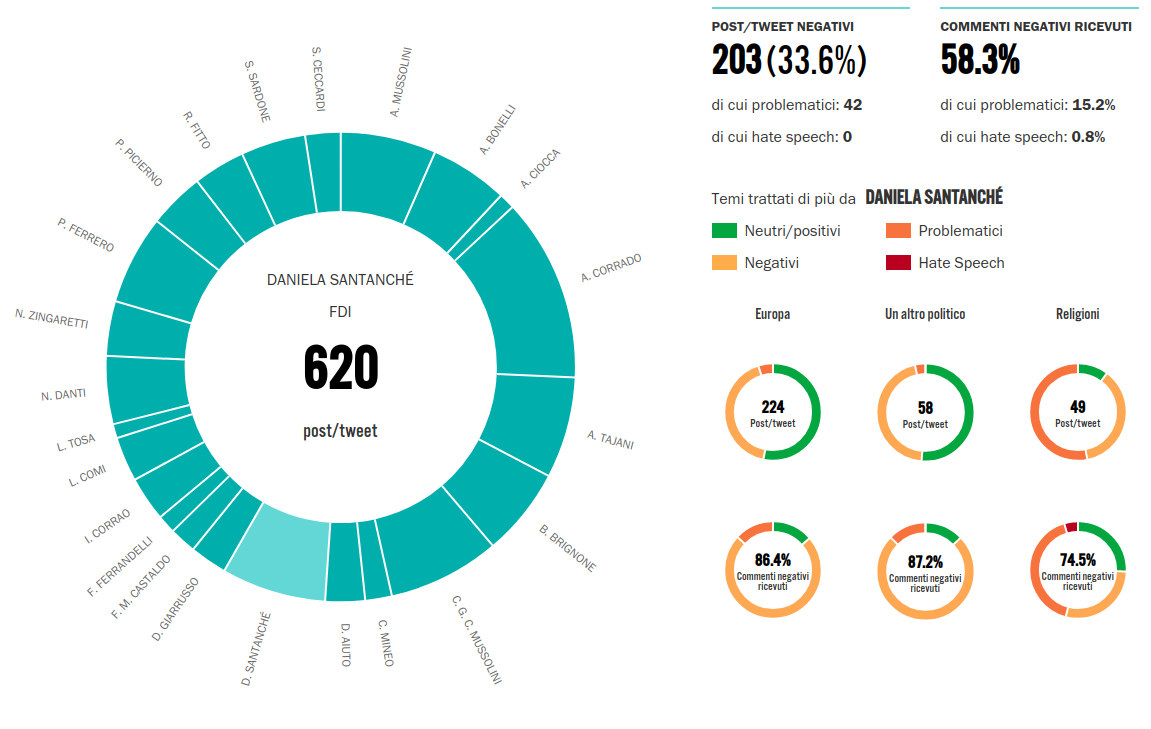 S. CECCARDI
A. MUSSOLINI
A. BONELLI
A. CIOCCA
A. CORRADO
A. TAJANI
B. BRIGNONE
C. G. C. MUSSOLINI
C. MINEO
D. AIUTO
D. SANTANCHÉ
D. GIARRUSSO
F. M. CASTALDO
F. FERRANDELLI
I. CORRAO
L. COMI
L. TOSA
N. DANTI
N. ZINGARETTI
P. FERRERO
P. PICIERNO
R. FITTO
S. SARDONE
DANIELA SANTANCHÉ
FDI
620
post/tweet
POST/TWEET NEGATIVI
203 (33.6%)
di cui problematici: 42
di cui hate speech: 0
COMMENTI NEGATIVI RICEVUTI
58.3%
di cui problematici: 15.2%
di cui hate speech: 0.8%
Temi trattati di più da DANIELA SANTANCHÉ
Neutri/positivi
Problematici
Negativi
Hate Speech
Europa
Un altro politico
Religioni
224
Post/tweet
58
Post/tweet
49
Post/tweet
86.4%
Commenti negativi
ricevuti
87.2%
Commenti negativi
ricevuti
74.5%
Commenti negativi
ricevuti